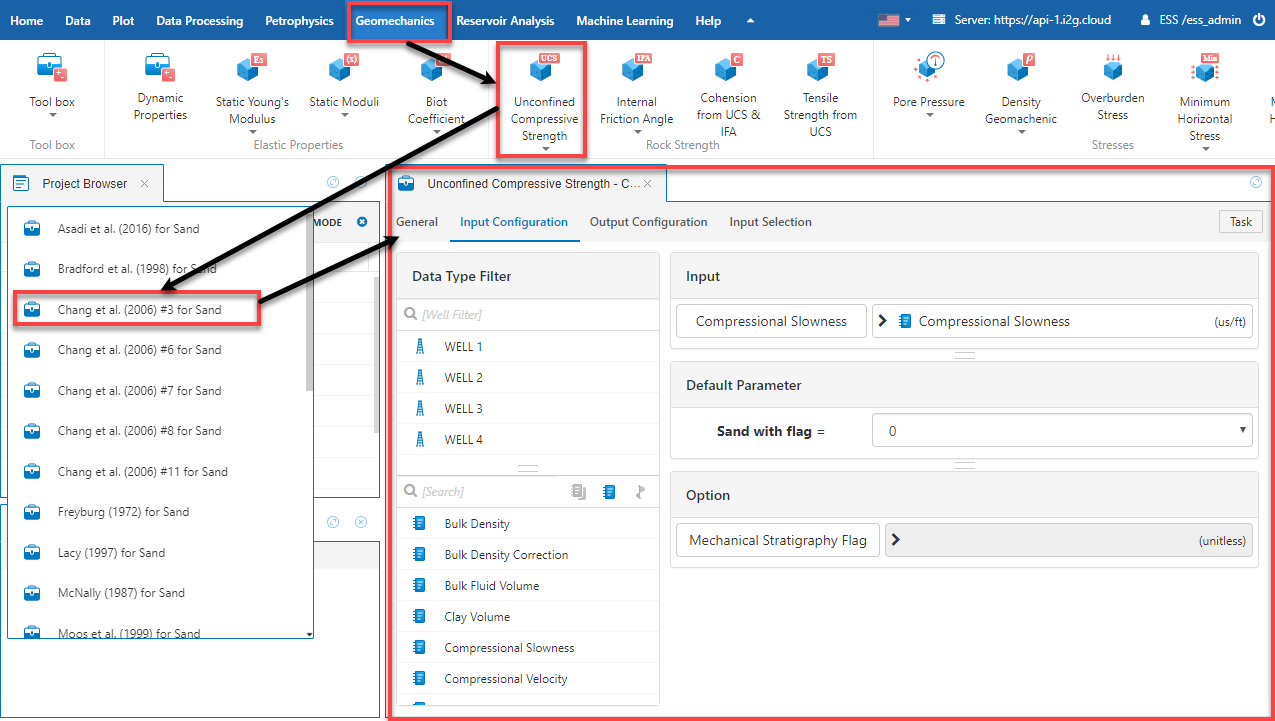 Home Data Plot Data Processing Petrophysics Geomechanics Reservoir Analysis Machine Learning Help Server: https://api-1.i2g.cloud ESS /ess_admin
Es (x) UCS IFA C TS ρ Min
Tool box
Dynamic
Properties
Static Young's
Modulus
Static Moduli
Biot
Coefficient
Unconfined
Compressive
Strength
Internal
Friction Angle
Cohension
from UCS &
IFA
Tensile
Strength from
UCS
Pore Pressure
Density
Geomachenic
Overburden
Stress
Minimum
Horizontal
Stress
Tool box
Elastic Properties
Rock Strength
Stresses
Project Browser
MODE
Asadi et al. (2016) for Sand
Bradford et al. (1998) for Sand
Chang et al. (2006) #3 for Sand
Chang et al. (2006) #6 for Sand
Chang et al. (2006) #7 for Sand
Chang et al. (2006) #8 for Sand
Chang et al. (2006) #11 for Sand
Freyburg (1972) for Sand
Lacy (1997) for Sand
McNally (1987) for Sand
Moos et al. (1999) for Sand
Unconfined Compressive Strength - C...
General Input Configuration Output Configuration Input Selection Task
Data Type Filter
[Well Filter]
WELL 1
WELL 2
WELL 3
WELL 4
[Search]
Bulk Density
Bulk Density Correction
Bulk Fluid Volume
Clay Volume
Compressional Slowness
Compressional Velocity
Input
Compressional Slowness Compressional Slowness (us/ft)
Default Parameter
Sand with flag = 0
Option
Mechanical Stratigraphy Flag (unitless)